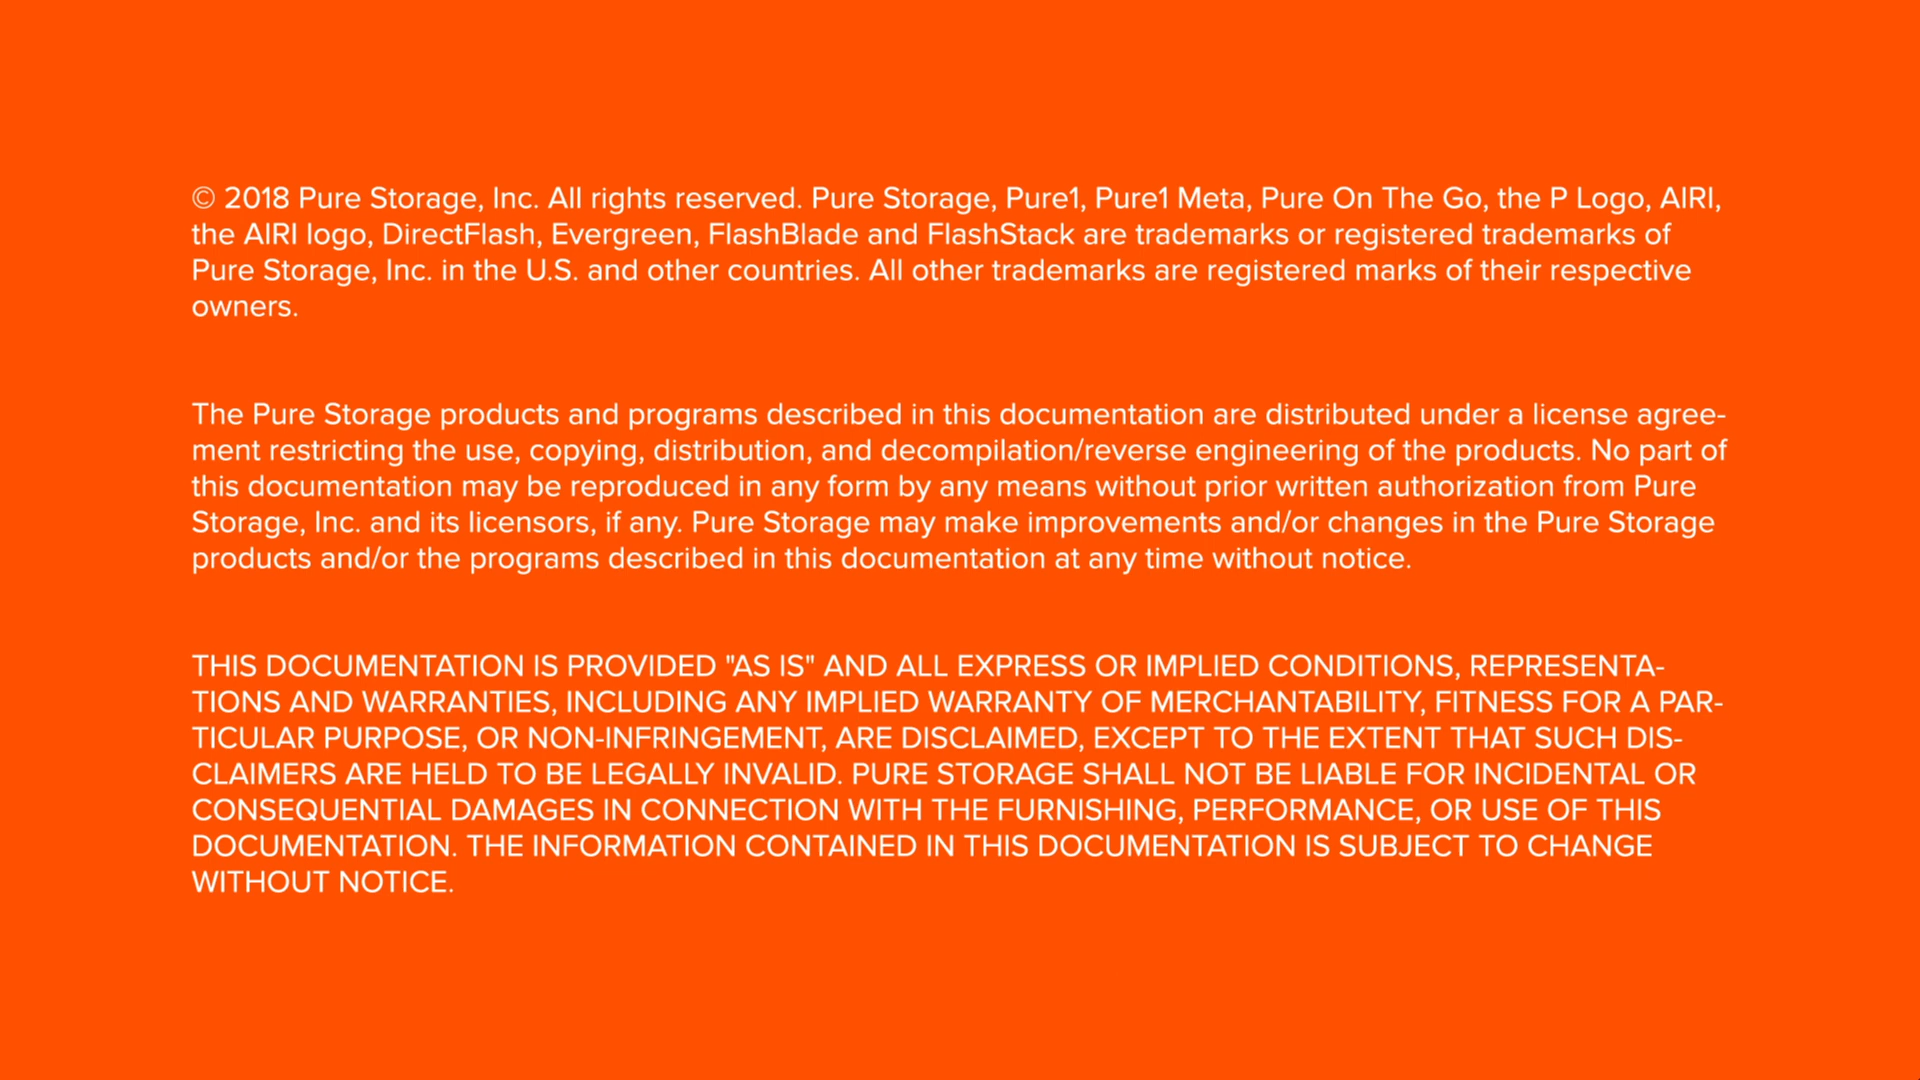 © 2018 Pure Storage, Inc. All rights reserved. Pure Storage, Pure1, Pure1 Meta, Pure On The Go, the P Logo, AIRI,
the AIRI logo, DirectFlash, Evergreen, FlashBlade and FlashStack are trademarks or registered trademarks of
Pure Storage, Inc. in the U.S. and other countries. All other trademarks are registered marks of their respective
owners.
The Pure Storage products and programs described in this documentation are distributed under a license agree-
ment restricting the use, copying, distribution, and decompilation/reverse engineering of the products. No part of
this documentation may be reproduced in any form by any means without prior written authorization from Pure
Storage, Inc. and its licensors, if any. Pure Storage may make improvements and/or changes in the Pure Storage
products and/or the programs described in this documentation at any time without notice.
THIS DOCUMENTATION IS PROVIDED "AS IS" AND ALL EXPRESS OR IMPLIED CONDITIONS, REPRESENTA-
TIONS AND WARRANTIES, INCLUDING ANY IMPLIED WARRANTY OF MERCHANTABILITY, FITNESS FOR A PAR-
TICULAR PURPOSE, OR NON-INFRINGEMENT, ARE DISCLAIMED, EXCEPT TO THE EXTENT THAT SUCH DIS-
CLAIMERS ARE HELD TO BE LEGALLY INVALID. PURE STORAGE SHALL NOT BE LIABLE FOR INCIDENTAL OR
CONSEQUENTIAL DAMAGES IN CONNECTION WITH THE FURNISHING, PERFORMANCE, OR USE OF THIS
DOCUMENTATION. THE INFORMATION CONTAINED IN THIS DOCUMENTATION IS SUBJECT TO CHANGE
WITHOUT NOTICE.